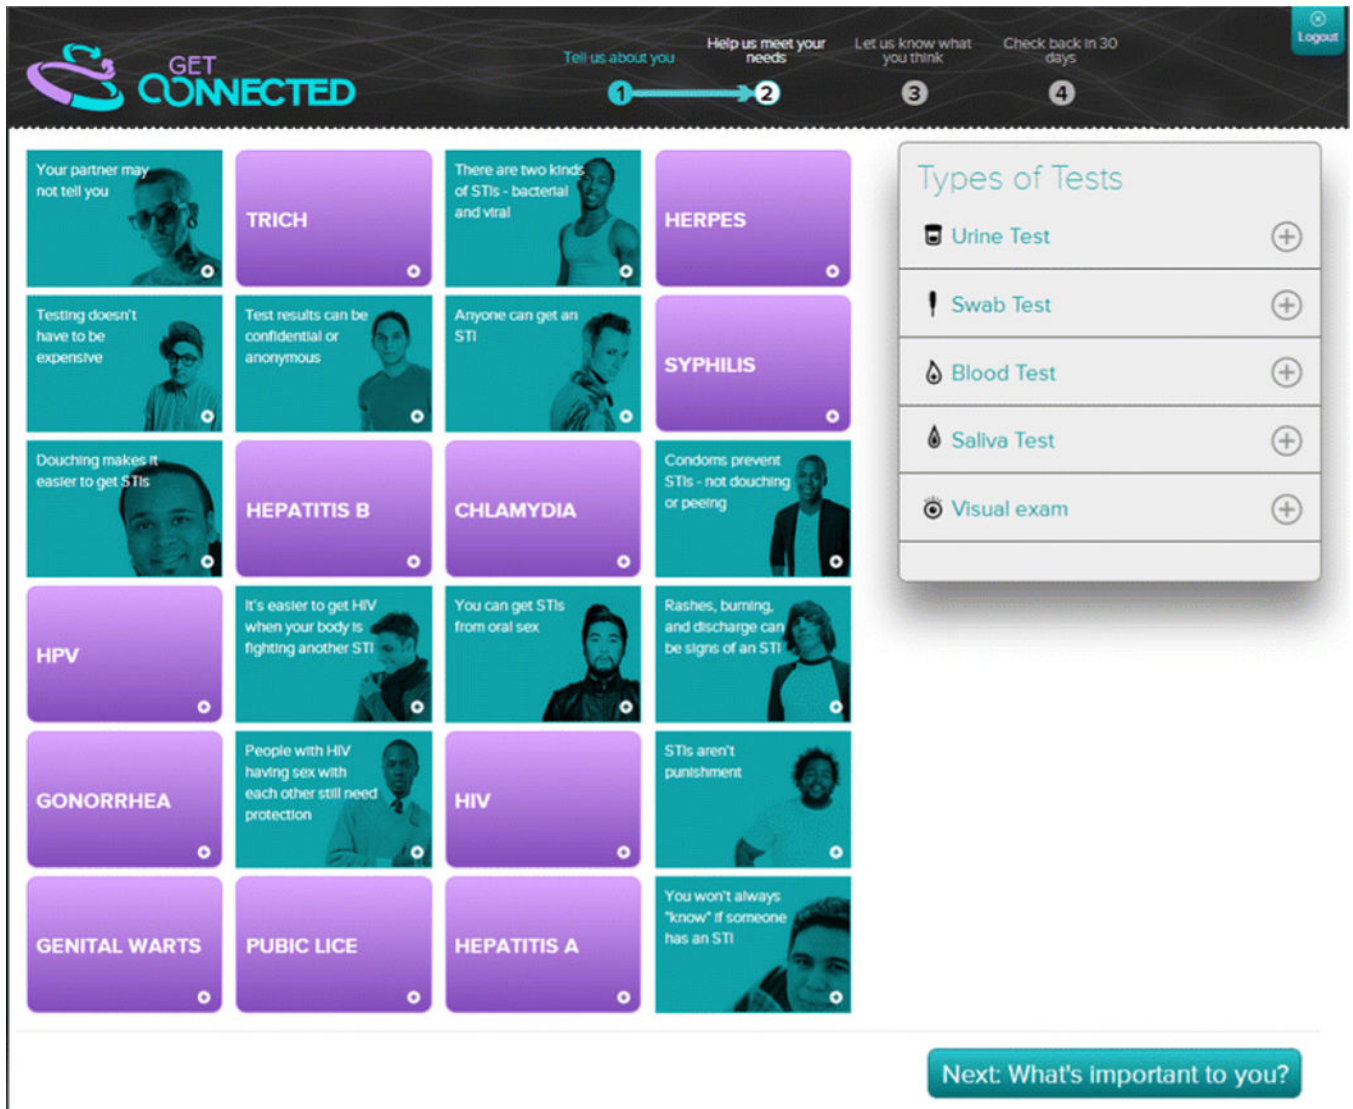 GET
CONNECTED
Tell us about you
Help us meet your
needs
Let us know what
you think
Check back in 30
days
Logout
1
2
3
4
Your partner may
not tell you
TRICH
There are two kinds
of STIs - bacterial
and viral
HERPES
Testing doesn't
have to be
expensive
Test results can be
confidential or
anonymous
Anyone can get an
STI
SYPHILIS
Douching makes it
easier to get STIs
HEPATITIS B
CHLAMYDIA
Condoms prevent
STIs - not douching
or peeing
HPV
It's easier to get HIV
when your body is
fighting another STI
You can get STIs
from oral sex
Rashes, burning,
and discharge can
be signs of an STI
GONORRHEA
People with HIV
having sex with
each other still need
protection
HIV
STIs aren't
punishment
GENITAL WARTS
PUBIC LICE
HEPATITIS A
You won't always
"know" if someone
has an STI
Types of Tests
Urine Test
Swab Test
Blood Test
Saliva Test
Visual exam
Next: What's important to you?